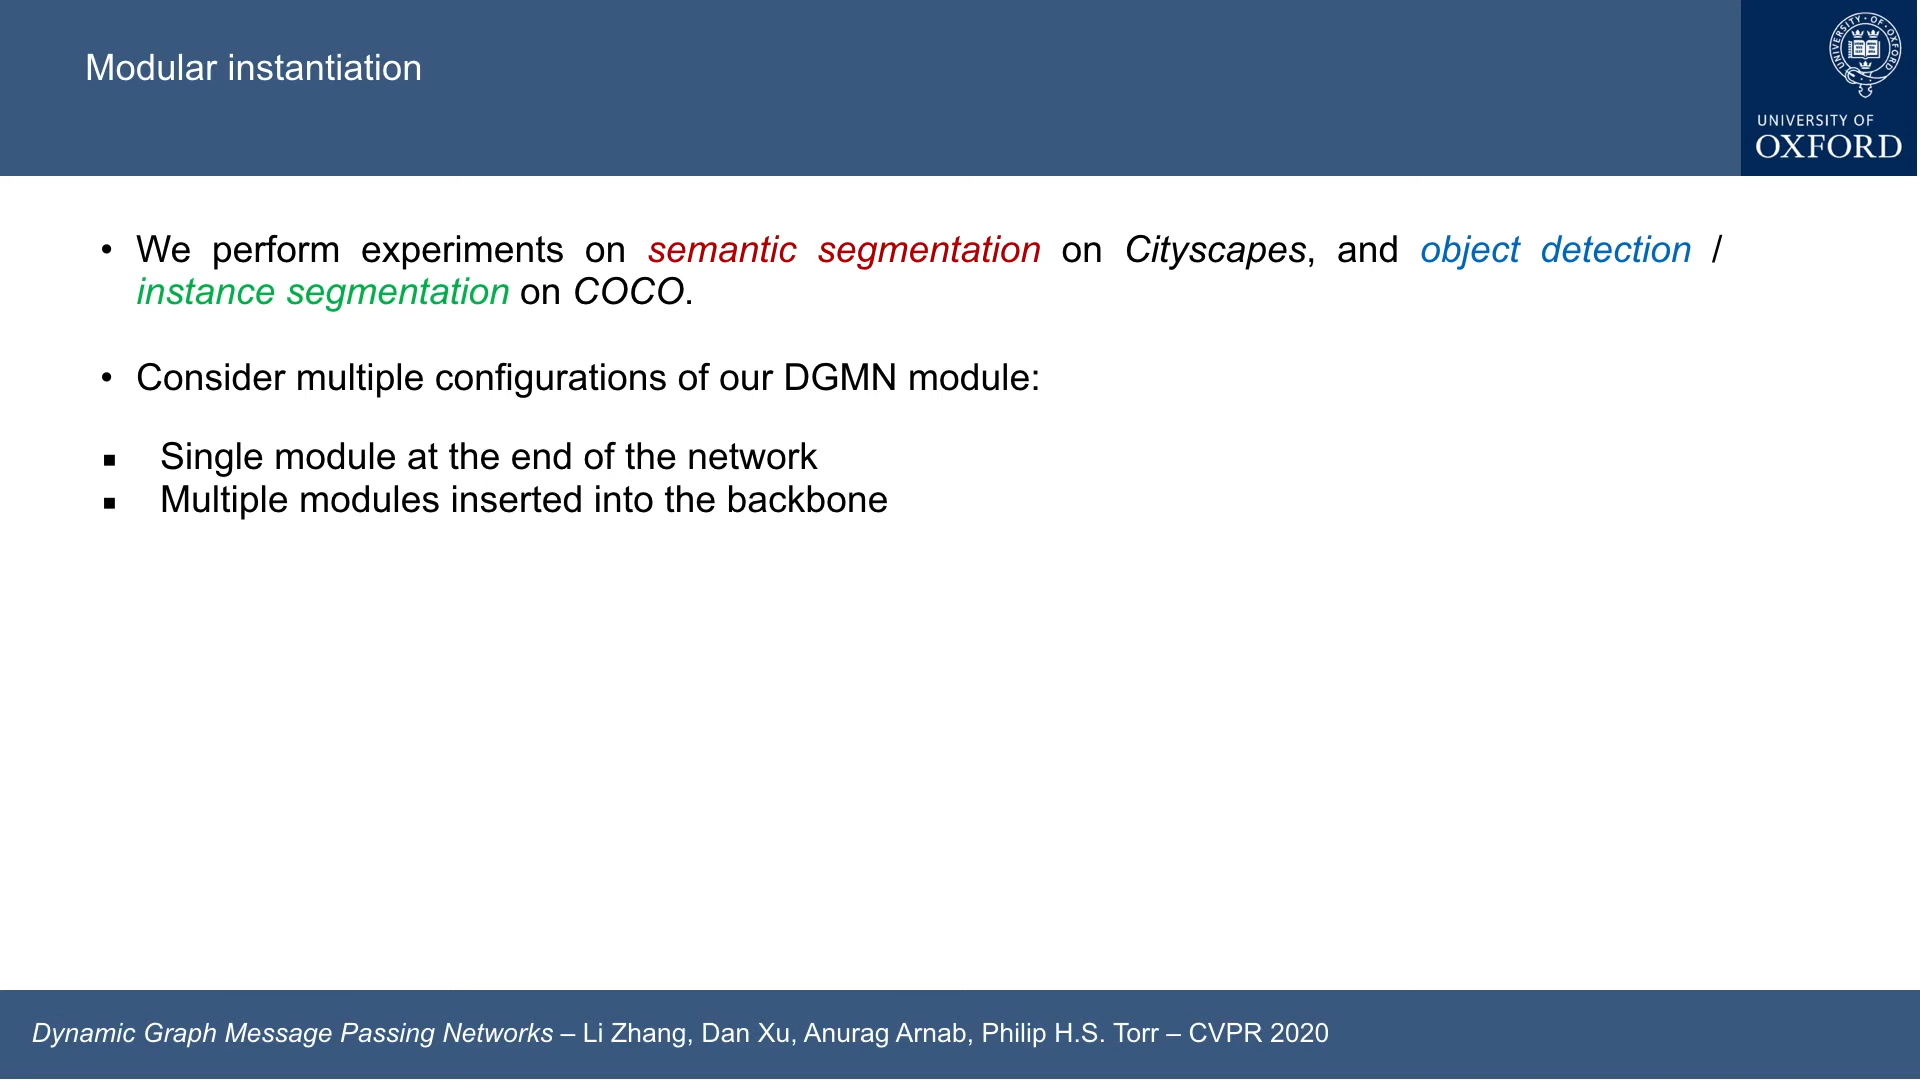 Modular instantiation
UNIVERSITY OF
OXFORD
• We perform experiments on semantic segmentation on Cityscapes, and object detection /
instance segmentation on COCO.
• Consider multiple configurations of our DGMN module:
▪ Single module at the end of the network
▪ Multiple modules inserted into the backbone
Dynamic Graph Message Passing Networks – Li Zhang, Dan Xu, Anurag Arnab, Philip H.S. Torr – CVPR 2020